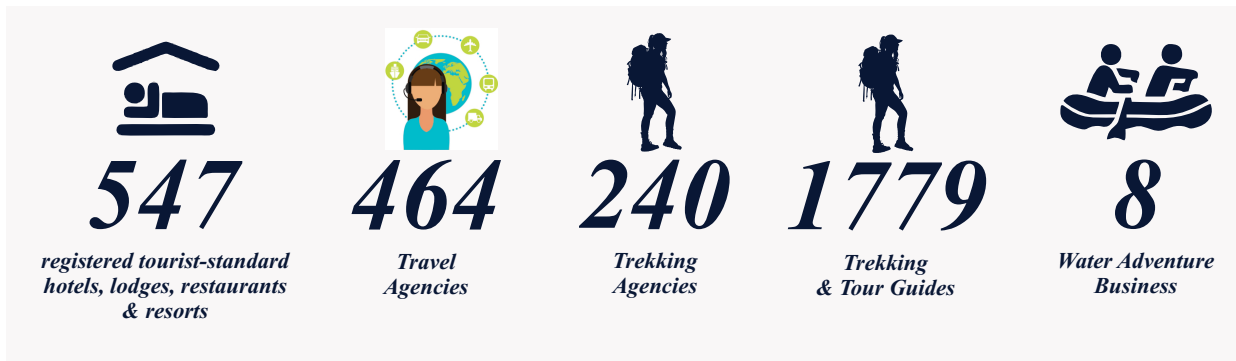 547
registered tourist-standard
hotels, lodges, restaurants
& resorts
464
Travel
Agencies
240
Trekking
Agencies
1779
Trekking
& Tour Guides
8
Water Adventure
Business